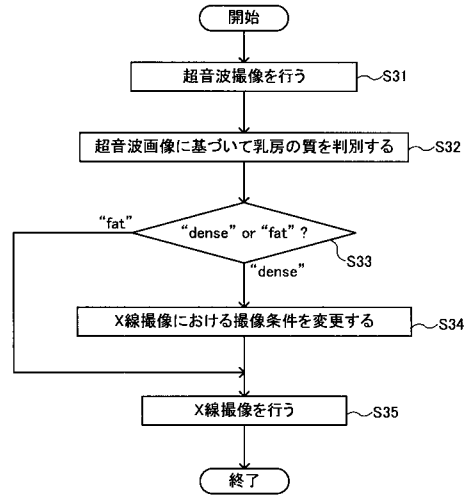 開始
超音波撮像を行う
S31
超音波画像に基づいて乳房の質を判別する
S32
“fat”
“dense” or “fat” ?
S33
“dense”
X線撮像における撮像条件を変更する
S34
X線撮像を行う
S35
終了